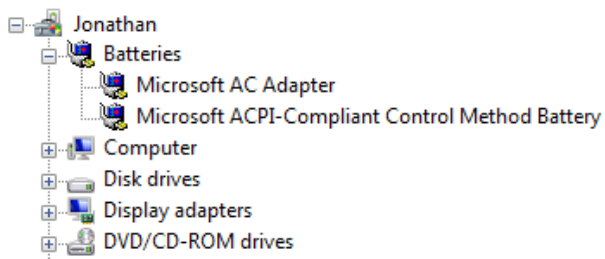 Jonathan
Batteries
Microsoft AC Adapter
Microsoft ACPI-Compliant Control Method Battery
Computer
Disk drives
Display adapters
DVD/CD-ROM drives